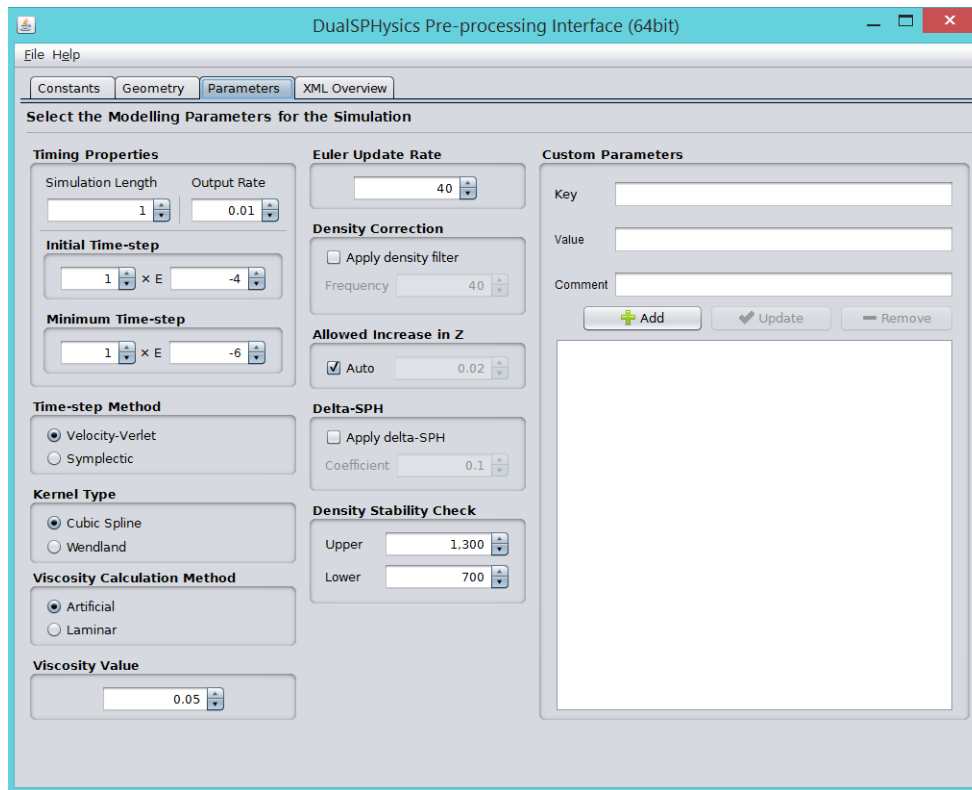 DualSPHysics Pre-processing Interface (64bit)
File Help
Constants Geometry Parameters XML Overview
Select the Modelling Parameters for the Simulation
Timing Properties
Simulation Length Output Rate
1 0.01
Initial Time-step
1 × E -4
Minimum Time-step
1 × E -6
Time-step Method
Velocity-Verlet
Symplectic
Kernel Type
Cubic Spline
Wendland
Viscosity Calculation Method
Artificial
Laminar
Viscosity Value
0.05
Euler Update Rate
40
Density Correction
Apply density filter
Frequency 40
Allowed Increase in Z
Auto 0.02
Delta-SPH
Apply delta-SPH
Coefficient 0.1
Density Stability Check
Upper 1,300
Lower 700
Custom Parameters
Key
Value
Comment
Add Update Remove